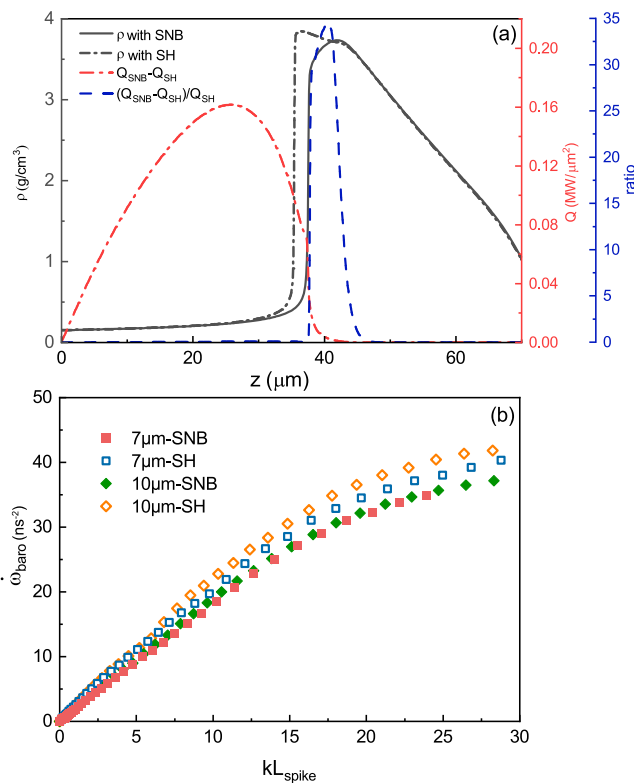 (a)
ρ with SNB
ρ with SH
Q_SNB-Q_SH
(Q_SNB-Q_SH)/Q_SH
4
3
2
1
0
ρ (g/cm³)
0.20
0.16
0.12
0.08
0.04
0.00
Q (MW/μm²)
35
30
25
20
15
10
5
0
ratio
0
20
40
60
z (μm)
(b)
7μm-SNB
7μm-SH
10μm-SNB
10μm-SH
50
40
30
20
10
0
ω̇_baro (ns⁻²)
0
5
10
15
20
25
30
kL_spike